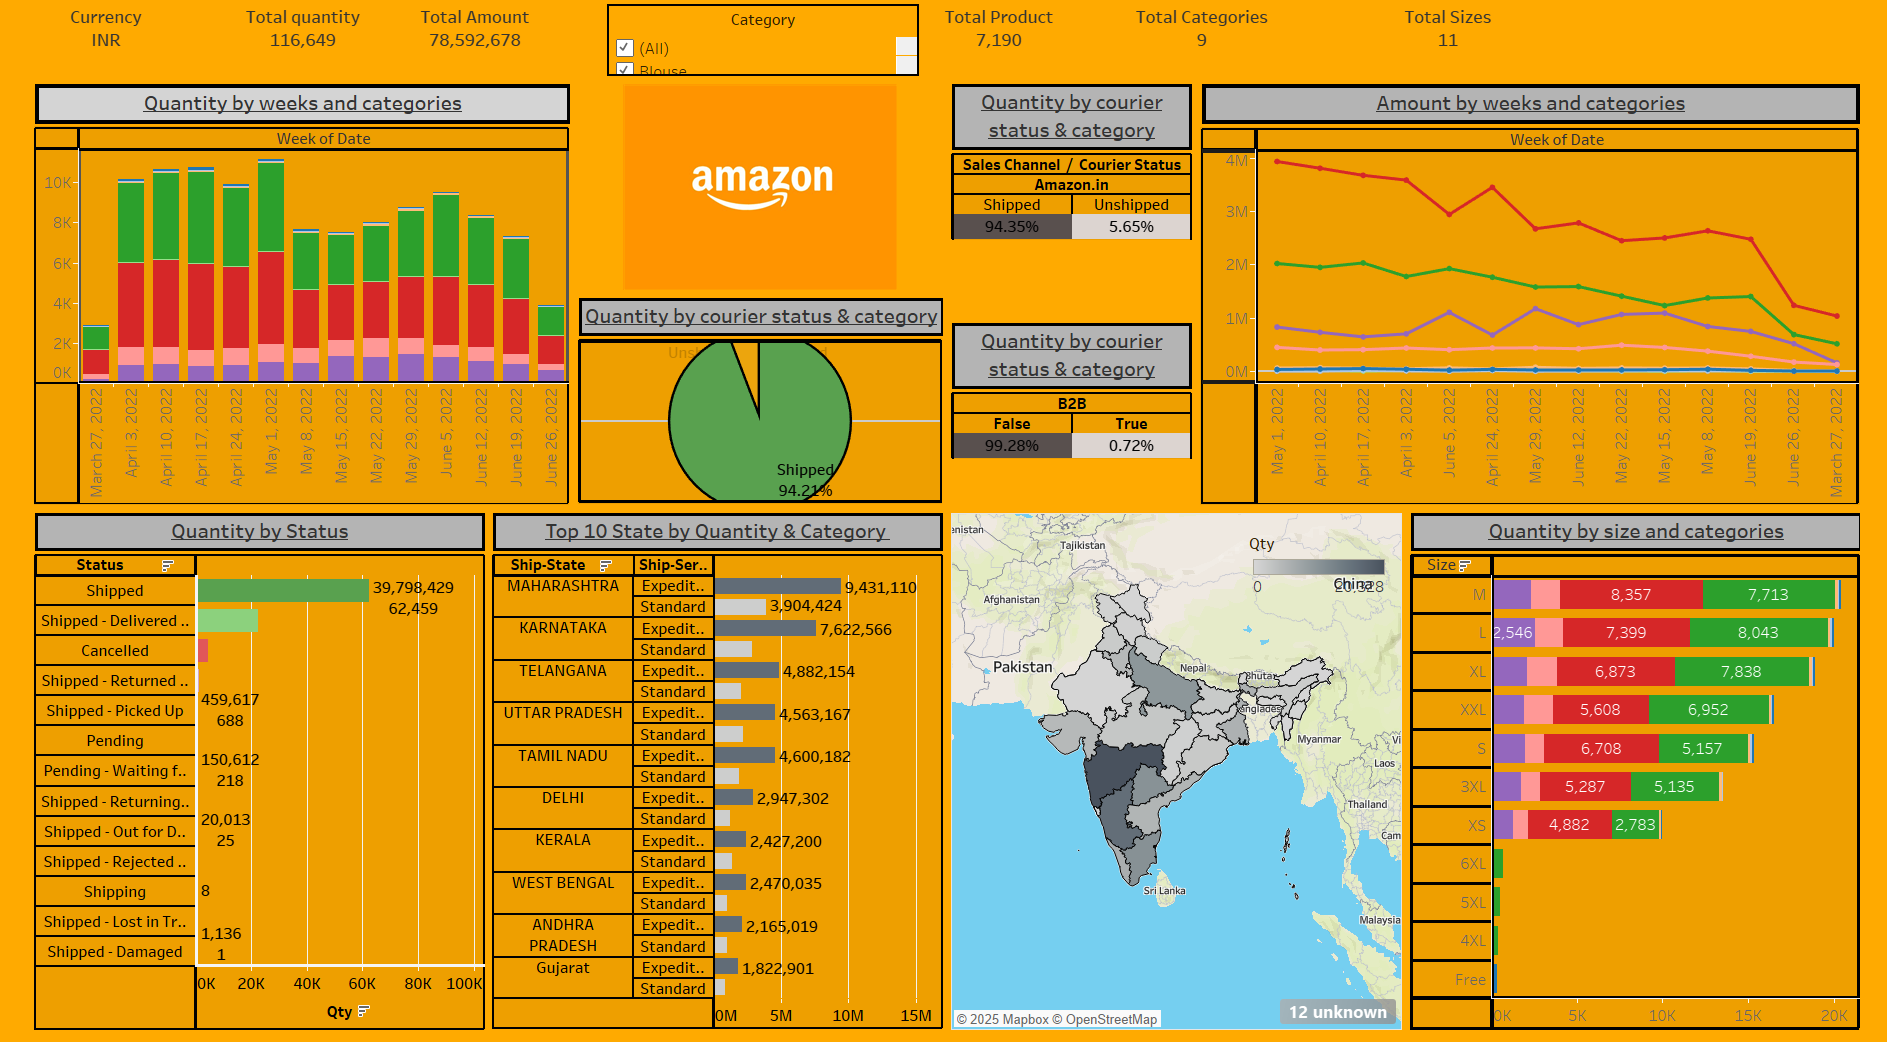 Currency
INR
Total quantity
116,649
Total Amount
78,592,678
Category
(All)
Blouse
Total Product
7,190
Total Categories
9
Total Sizes
11
Quantity by weeks and categories
Week of Date
10K
8K
6K
4K
2K
0K
March 27, 2022
April 3, 2022
April 10, 2022
April 17, 2022
April 24, 2022
May 1, 2022
May 8, 2022
May 15, 2022
May 22, 2022
May 29, 2022
June 5, 2022
June 12, 2022
June 19, 2022
June 26, 2022
amazon
Quantity by courier status & category
Shipped
94.21%
Quantity by courier
status & category
Sales Channel / Courier Status
Amazon.in
Shipped Unshipped
94.35% 5.65%
Quantity by courier
status & category
B2B
False True
99.28% 0.72%
Amount by weeks and categories
Week of Date
4M
3M
2M
1M
0M
May 1, 2022
April 10, 2022
April 17, 2022
April 3, 2022
June 5, 2022
April 24, 2022
May 29, 2022
June 12, 2022
May 22, 2022
May 15, 2022
May 8, 2022
June 19, 2022
June 26, 2022
March 27, 2022
Quantity by Status
Status
Shipped 39,798,429
62,459
Shipped - Delivered ..
Cancelled
Shipped - Returned ..
459,617
Shipped - Picked Up 688
Pending
150,612
Pending - Waiting f.. 218
Shipped - Returning..
20,013
Shipped - Out for D.. 25
Shipped - Rejected ..
Shipping 8
Shipped - Lost in Tr..
1,136
Shipped - Damaged 1
0K 20K 40K 60K 80K 100K
Qty
Top 10 State by Quantity & Category
Ship-State Ship-Ser..
MAHARASHTRA Expedit.. 9,431,110
Standard 3,904,424
KARNATAKA Expedit.. 7,622,566
Standard
TELANGANA Expedit.. 4,882,154
Standard
UTTAR PRADESH Expedit.. 4,563,167
Standard
TAMIL NADU Expedit.. 4,600,182
Standard
DELHI Expedit.. 2,947,302
Standard
KERALA Expedit.. 2,427,200
Standard
WEST BENGAL Expedit.. 2,470,035
Standard
ANDHRA PRADESH Expedit.. 2,165,019
Standard
Gujarat Expedit.. 1,822,901
Standard
0M 5M 10M 15M
enistan
Tajikistan
Qty
0
China
Afghanistan
Pakistan
Nepal
Bhuta
anglades
Myanmar
Vi
Laos
Thailand
Cam
Sri Lanka
Malaysia
12 unknown
© 2025 Mapbox © OpenStreetMap
Quantity by size and categories
Size
M 8,357 7,713
L 2,546 7,399 8,043
XL 6,873 7,838
XXL 5,608 6,952
S 6,708 5,157
3XL 5,287 5,135
XS 4,882 2,783
6XL
5XL
4XL
Free
0K 5K 10K 15K 20K